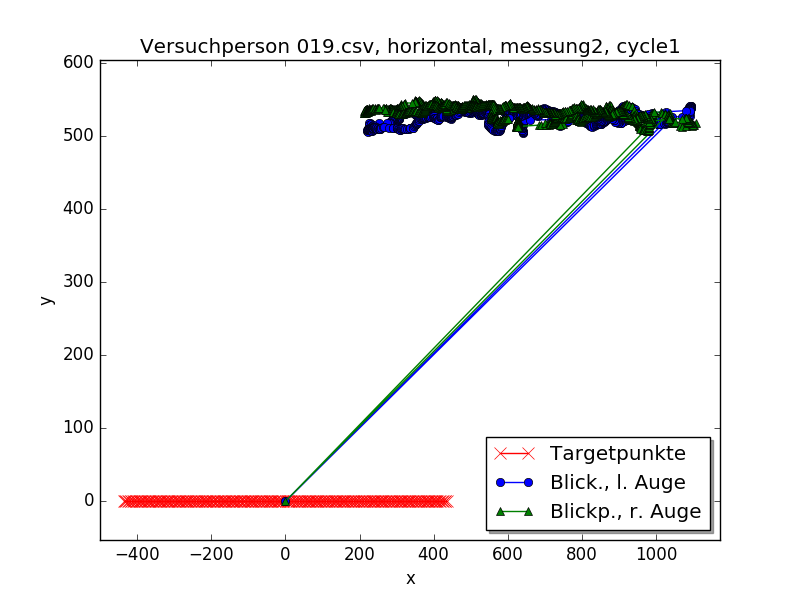 Versuchperson 019.csv, horizontal, messung2, cycle1
600
500
400
300
200
100
0
y
−400 −200 0 200 400 600 800 1000
x
Targetpunkte
Blick., l. Auge
Blickp., r. Auge